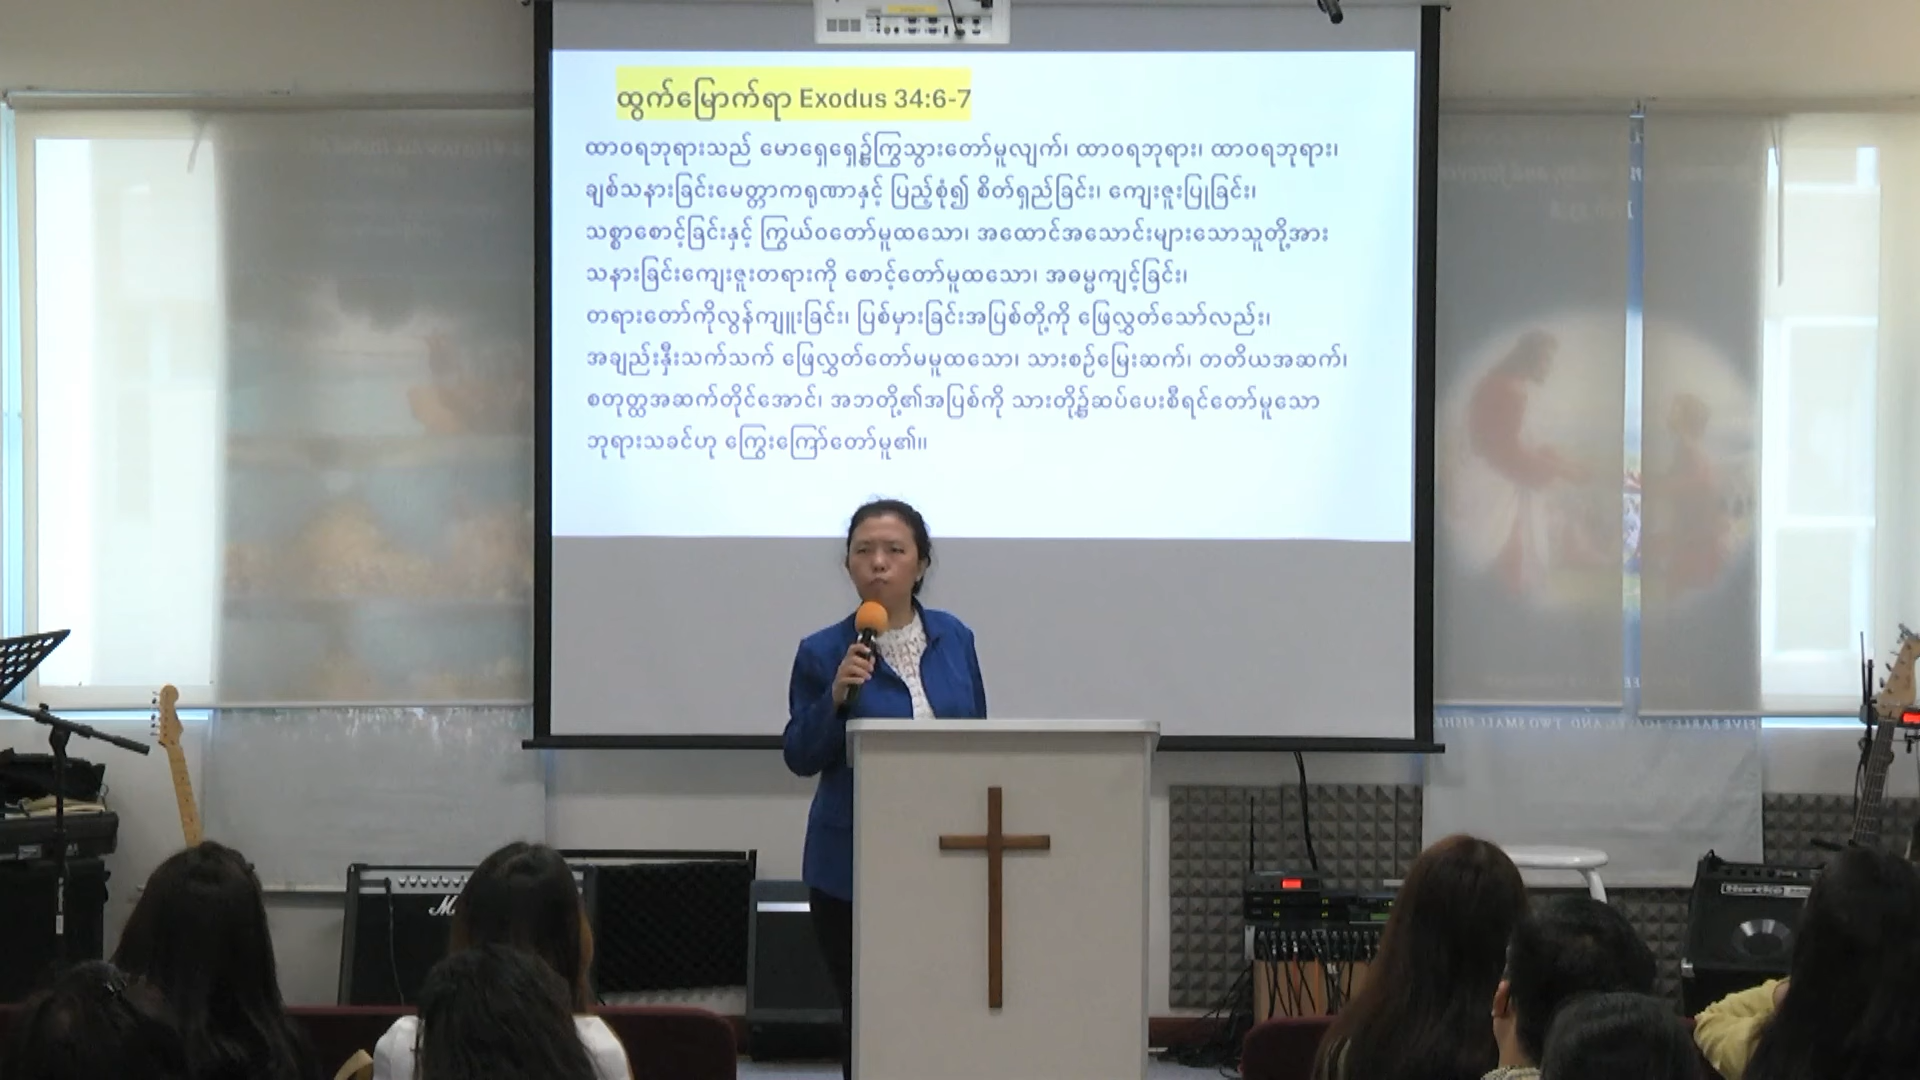 ထွက်မြောက်ရာ Exodus 34:6-7
ထာဝရဘုရားသည် မောရှေရှေ့၌ကြွသွားတော်မူလျက်၊ ထာဝရဘုရား၊ ထာဝရဘုရား၊
ချစ်သနားခြင်းမေတ္တာကရုဏာနှင့် ပြည့်စုံ၍ စိတ်ရှည်ခြင်း၊ ကျေးဇူးပြုခြင်း၊
သစ္စာစောင့်ခြင်းနှင့် ကြွယ်ဝတော်မူထသော၊ အထောင်အသောင်းများသောသူတို့အား
သနားခြင်းကျေးဇူးတရားကို စောင့်တော်မူထသော၊ အဓမ္မကျင့်ခြင်း၊
တရားတော်ကိုလွန်ကျူးခြင်း၊ ပြစ်မှားခြင်းအပြစ်တို့ကို ဖြေလွှတ်သော်လည်း၊
အချည်းနှီးသက်သက် ဖြေလွှတ်တော်မမူထသော၊ သားစဉ်မြေးဆက်၊ တတိယအဆက်၊
စတုတ္ထအဆက်တိုင်အောင်၊ အဘတို့၏အပြစ်ကို သားတို့၌ဆပ်ပေးစီရင်တော်မူသော
ဘုရားသခင်ဟု ကြွေးကြော်တော်မူ၏။
Hartke